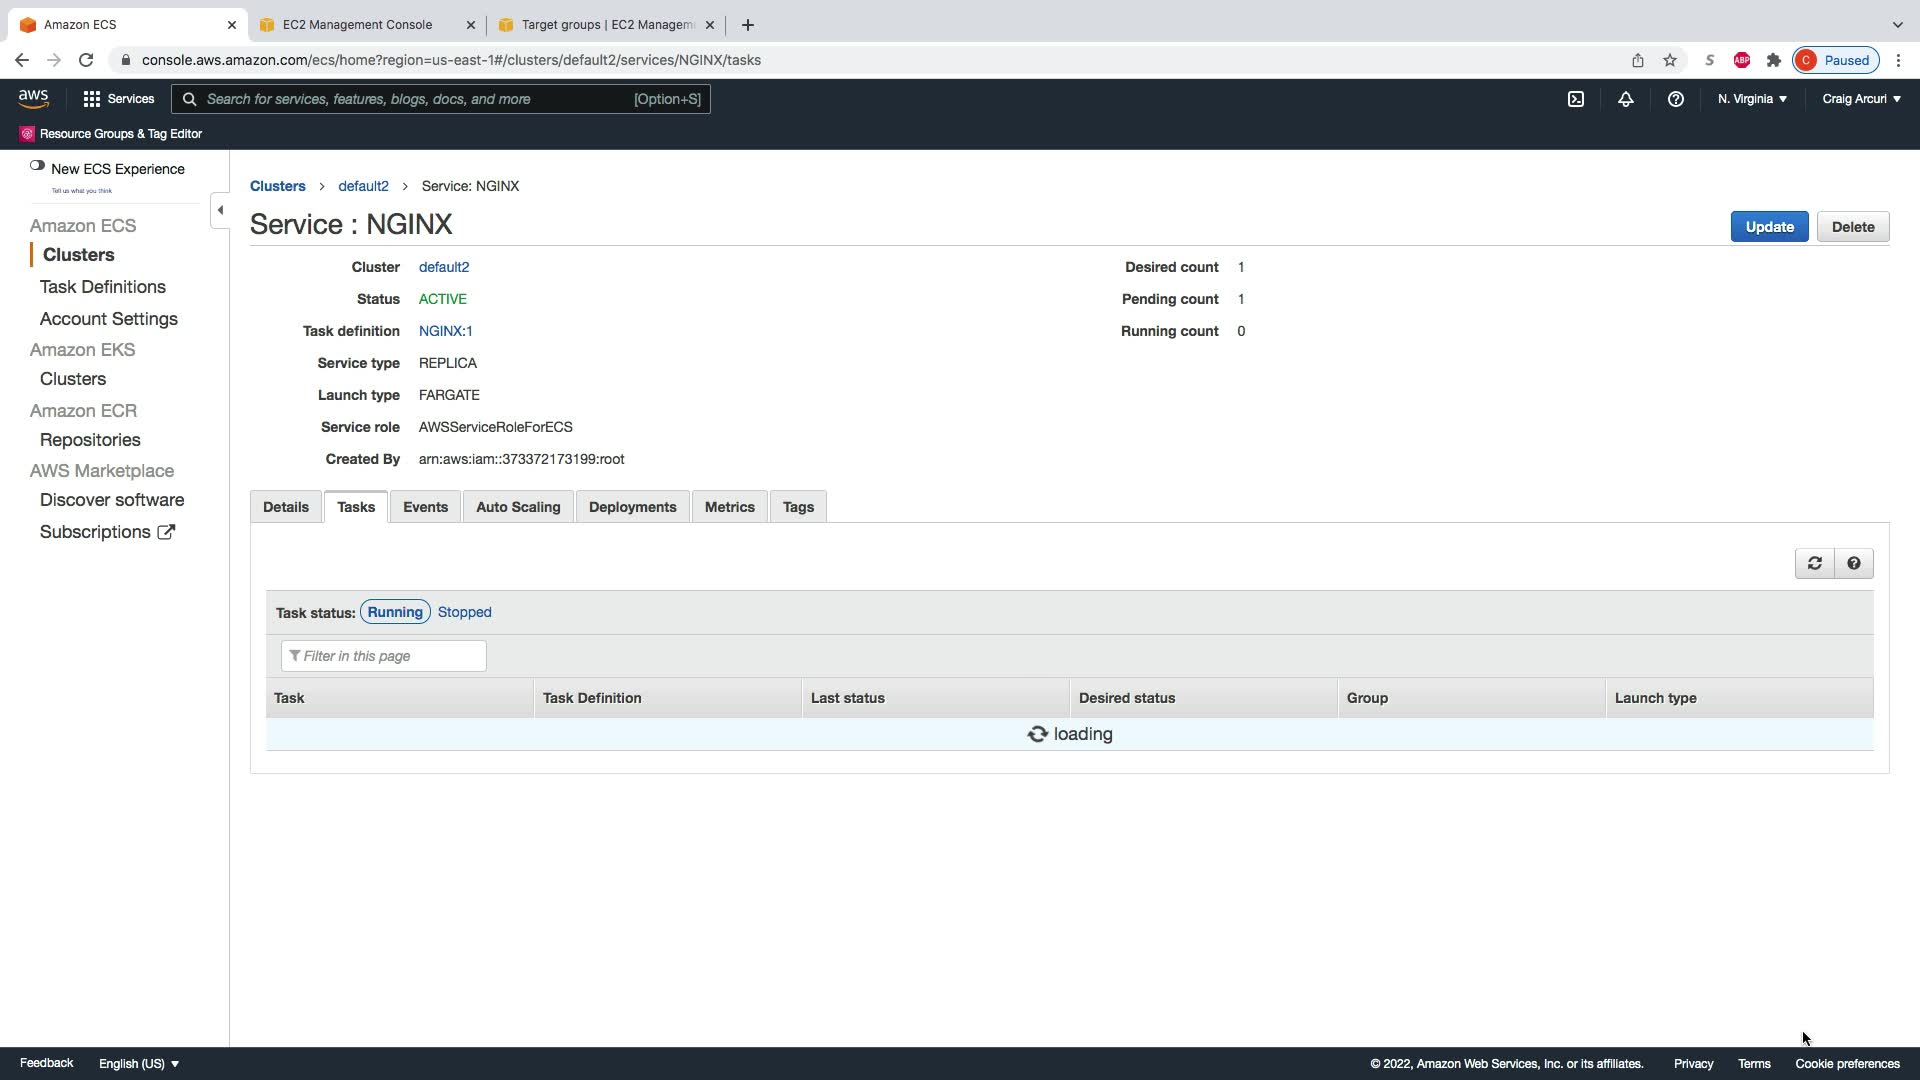 Amazon ECS
EC2 Management Console
Target groups | EC2 Managem
console.aws.amazon.com/ecs/home?region=us-east-1#/clusters/default2/services/NGINX/tasks
S
ABP
C Paused
aws
Services
Search for services, features, blogs, docs, and more [Option+S]
N. Virginia
Craig Arcuri
Resource Groups & Tag Editor
New ECS Experience
Tell us what you think
Amazon ECS
Clusters
Task Definitions
Account Settings
Amazon EKS
Clusters
Amazon ECR
Repositories
AWS Marketplace
Discover software
Subscriptions
Clusters > default2 > Service: NGINX
Service : NGINX
Update
Delete
Cluster default2
Status ACTIVE
Task definition NGINX:1
Service type REPLICA
Launch type FARGATE
Service role AWSServiceRoleForECS
Created By arn:aws:iam::373372173199:root
Desired count 1
Pending count 1
Running count 0
Details Tasks Events Auto Scaling Deployments Metrics Tags
Task status: Running Stopped
Filter in this page
Task Task Definition Last status Desired status Group Launch type
loading
Feedback English (US) © 2022, Amazon Web Services, Inc. or its affiliates. Privacy Terms Cookie preferences